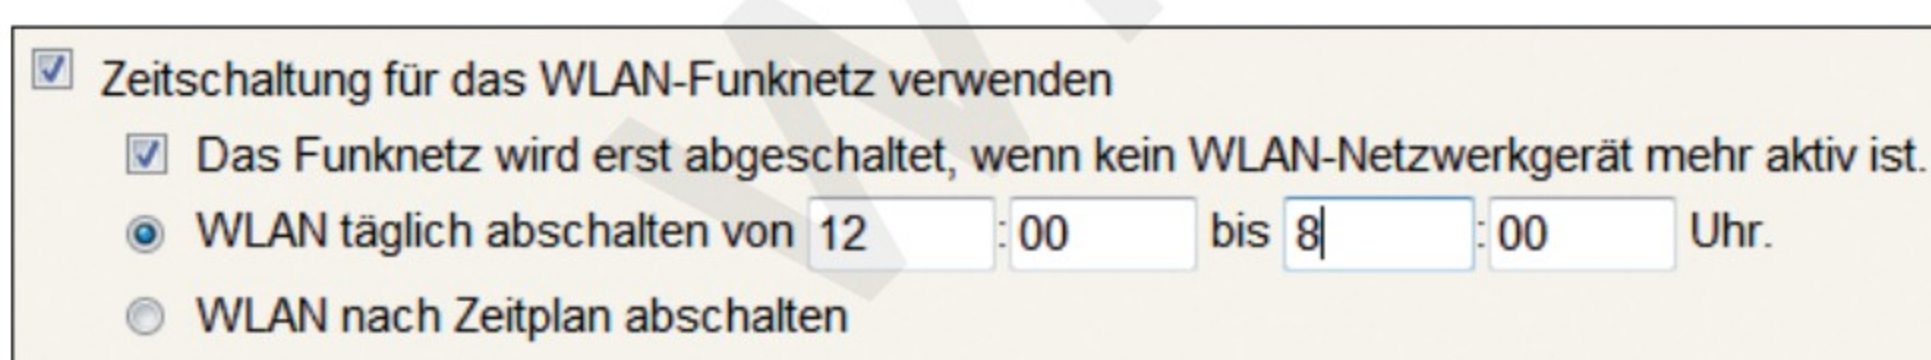 Zeitschaltung für das WLAN-Funknetz verwenden
Das Funknetz wird erst abgeschaltet, wenn kein WLAN-Netzwerkgerät mehr aktiv ist.
WLAN täglich abschalten von 12 :00 bis 8 :00 Uhr.
WLAN nach Zeitplan abschalten